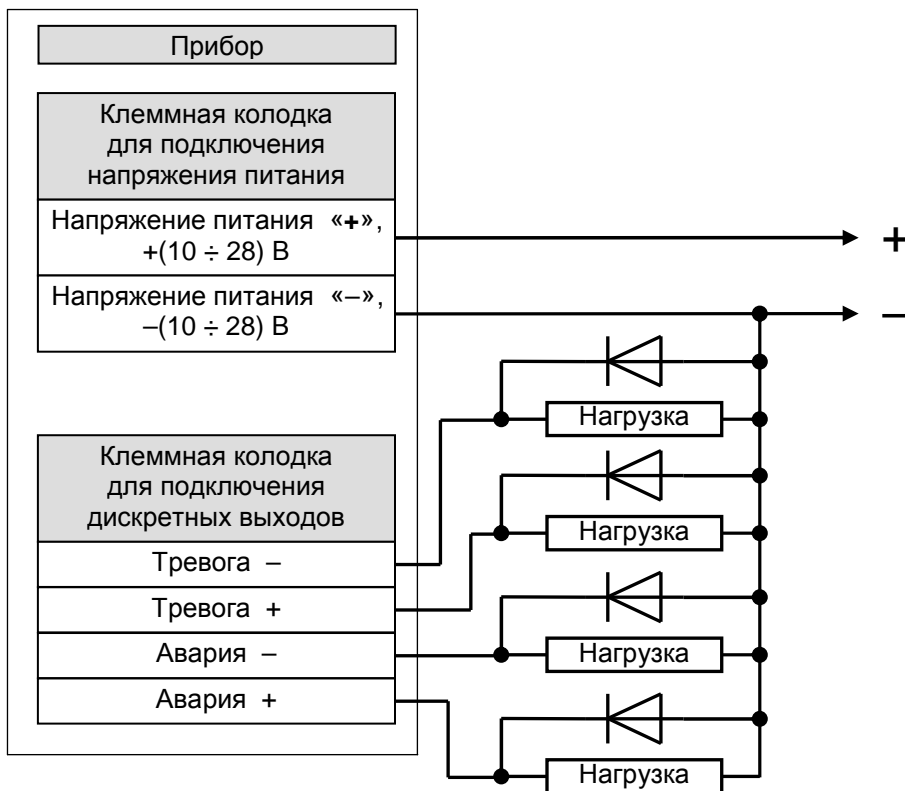 Прибор
Клеммная колодка
для подключения
напряжения питания
Напряжение питания «+»,
+(10 ÷ 28) В
+
Напряжение питания «–»,
–(10 ÷ 28) В
–
Нагрузка
Клеммная колодка
для подключения
дискретных выходов
Нагрузка
Тревога –
Тревога +
Авария –
Нагрузка
Авария +
Нагрузка